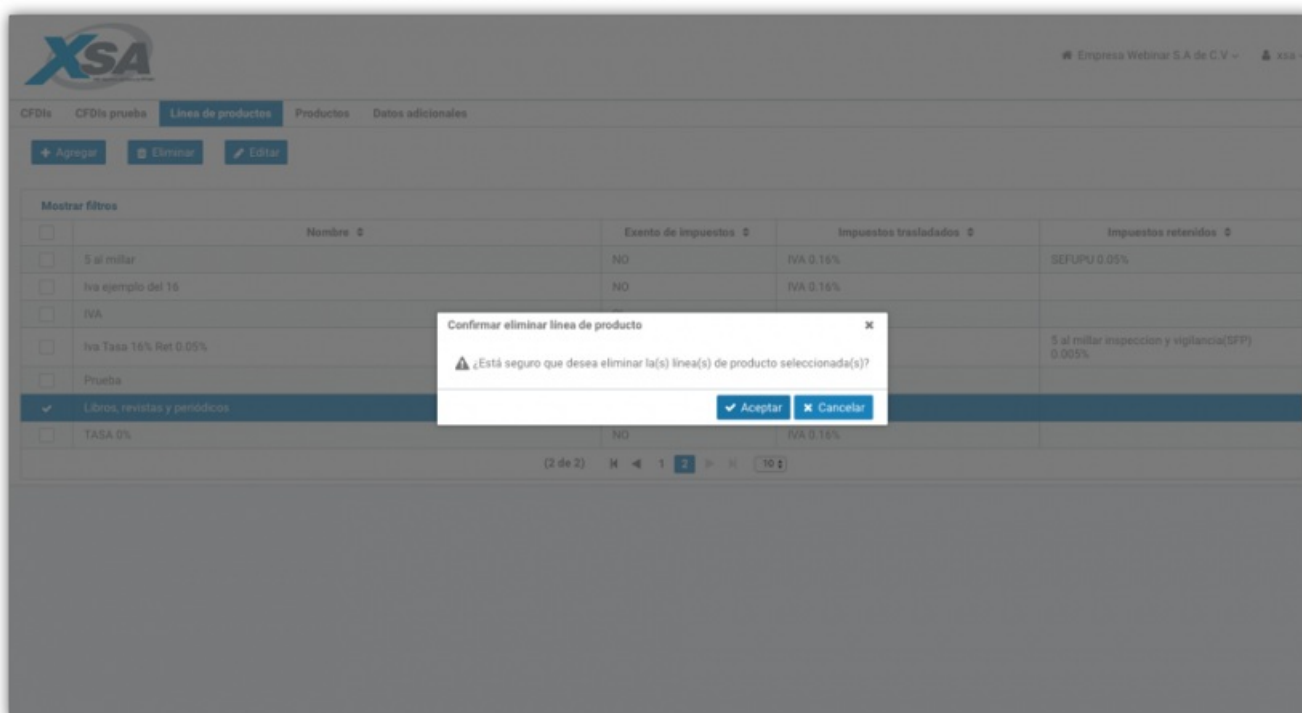 XSA
Empresa Webinar S.A de C.V
xsa
CFDIs CFDIs prueba Línea de productos Productos Datos adicionales
Agregar Eliminar Editar
Mostrar filtros
Nombre Exento de impuestos Impuestos trasladados Impuestos retenidos
5 al millar NO IVA 0.16% SEFUPU 0.05%
Iva ejemplo del 16 NO IVA 0.16%
IVA
Iva Tasa 16% Ret 0.05% 5 al millar inspeccion y vigilancia(SFP) 0.005%
Prueba
Libros, revistas y periódicos
TASA 0% NO IVA 0.16%
(2 de 2) 1 2 10
Confirmar eliminar línea de producto
¿Está seguro que desea eliminar la(s) línea(s) de producto seleccionada(s)?
Aceptar Cancelar